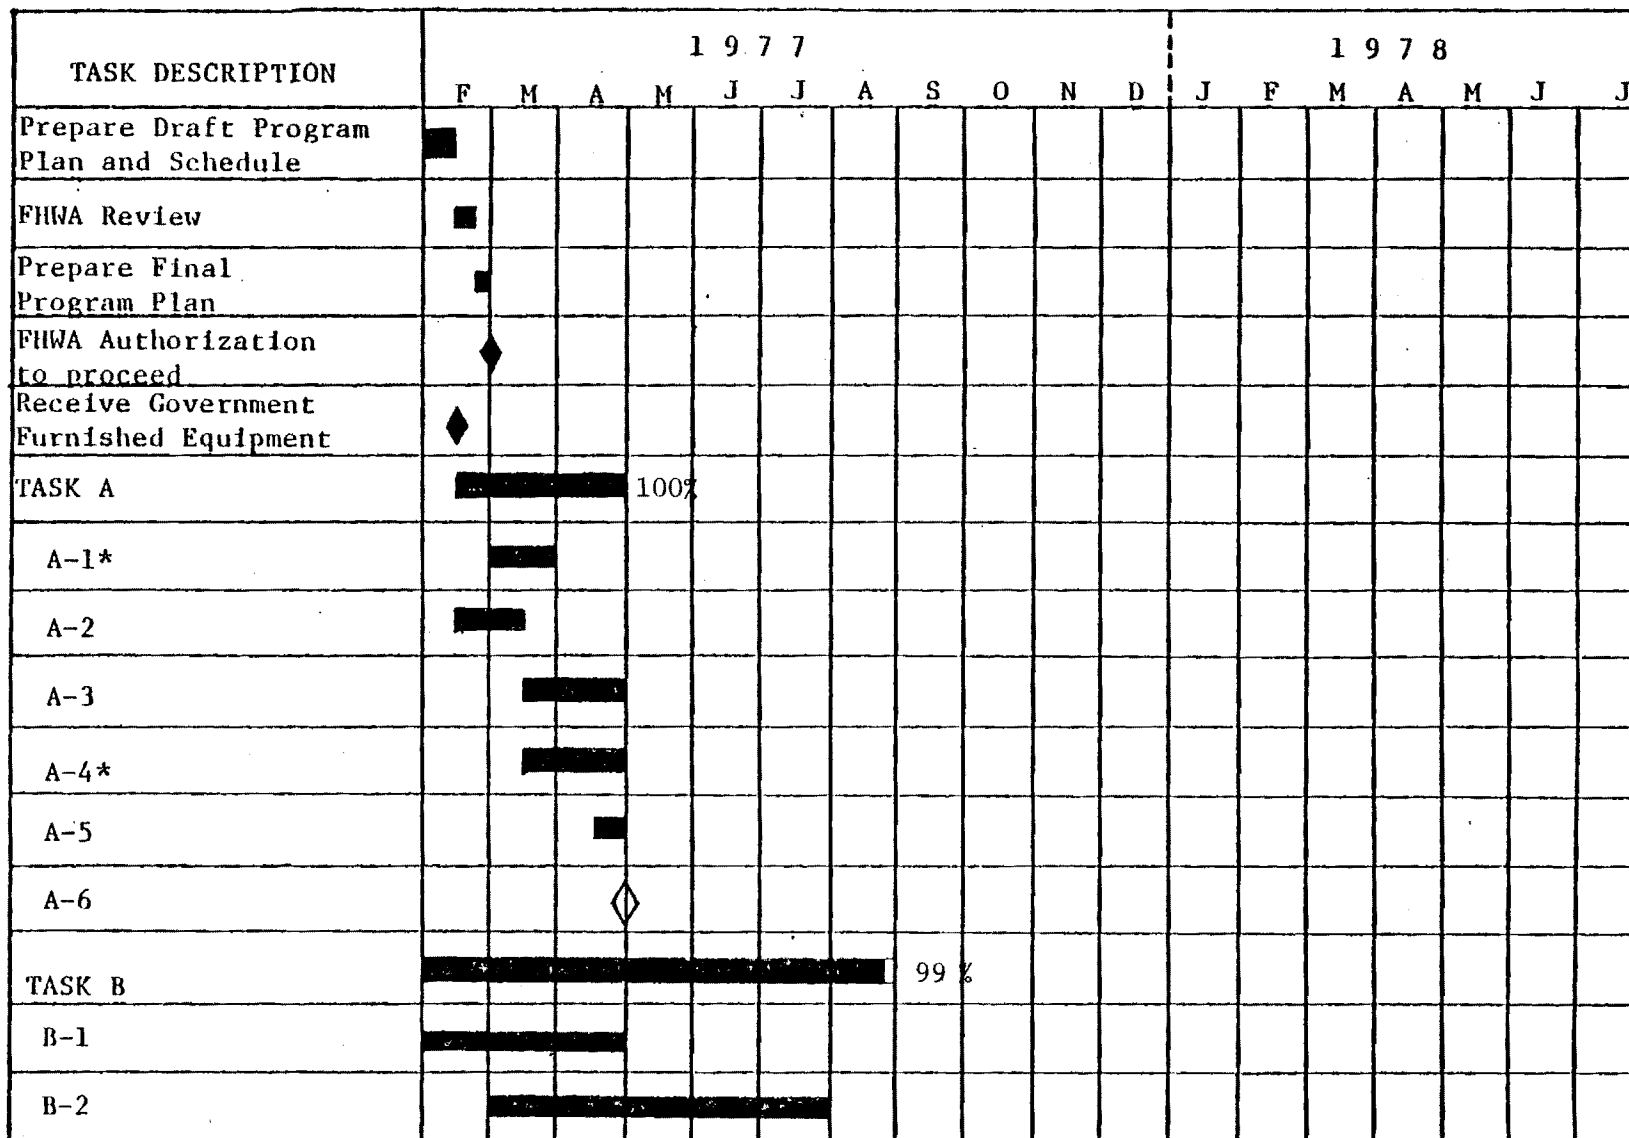 1 9 7 7
1 9 7 8
TASK DESCRIPTION
F M A M J J A S O N D J F M A M J J
Prepare Draft Program
Plan and Schedule
FHWA Review
Prepare Final
Program Plan
FHWA Authorization
to proceed
Receive Government
Furnished Equipment
TASK A
100%
A-1*
A-2
A-3
A-4*
A-5
A-6
TASK B
99 %
B-1
B-2